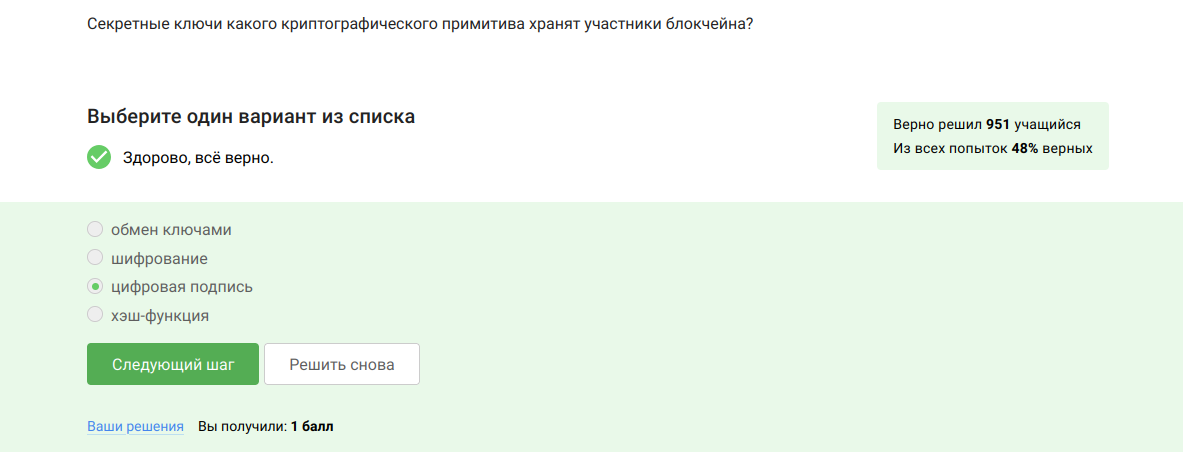 Секретные ключи какого криптографического примитива хранят участники блокчейна?
Выберите один вариант из списка
Здорово, всё верно.
Верно решил 951 учащийся
Из всех попыток 48% верных
обмен ключами
шифрование
цифровая подпись
хэш-функция
Следующий шаг
Решить снова
Ваши решения
Вы получили: 1 балл